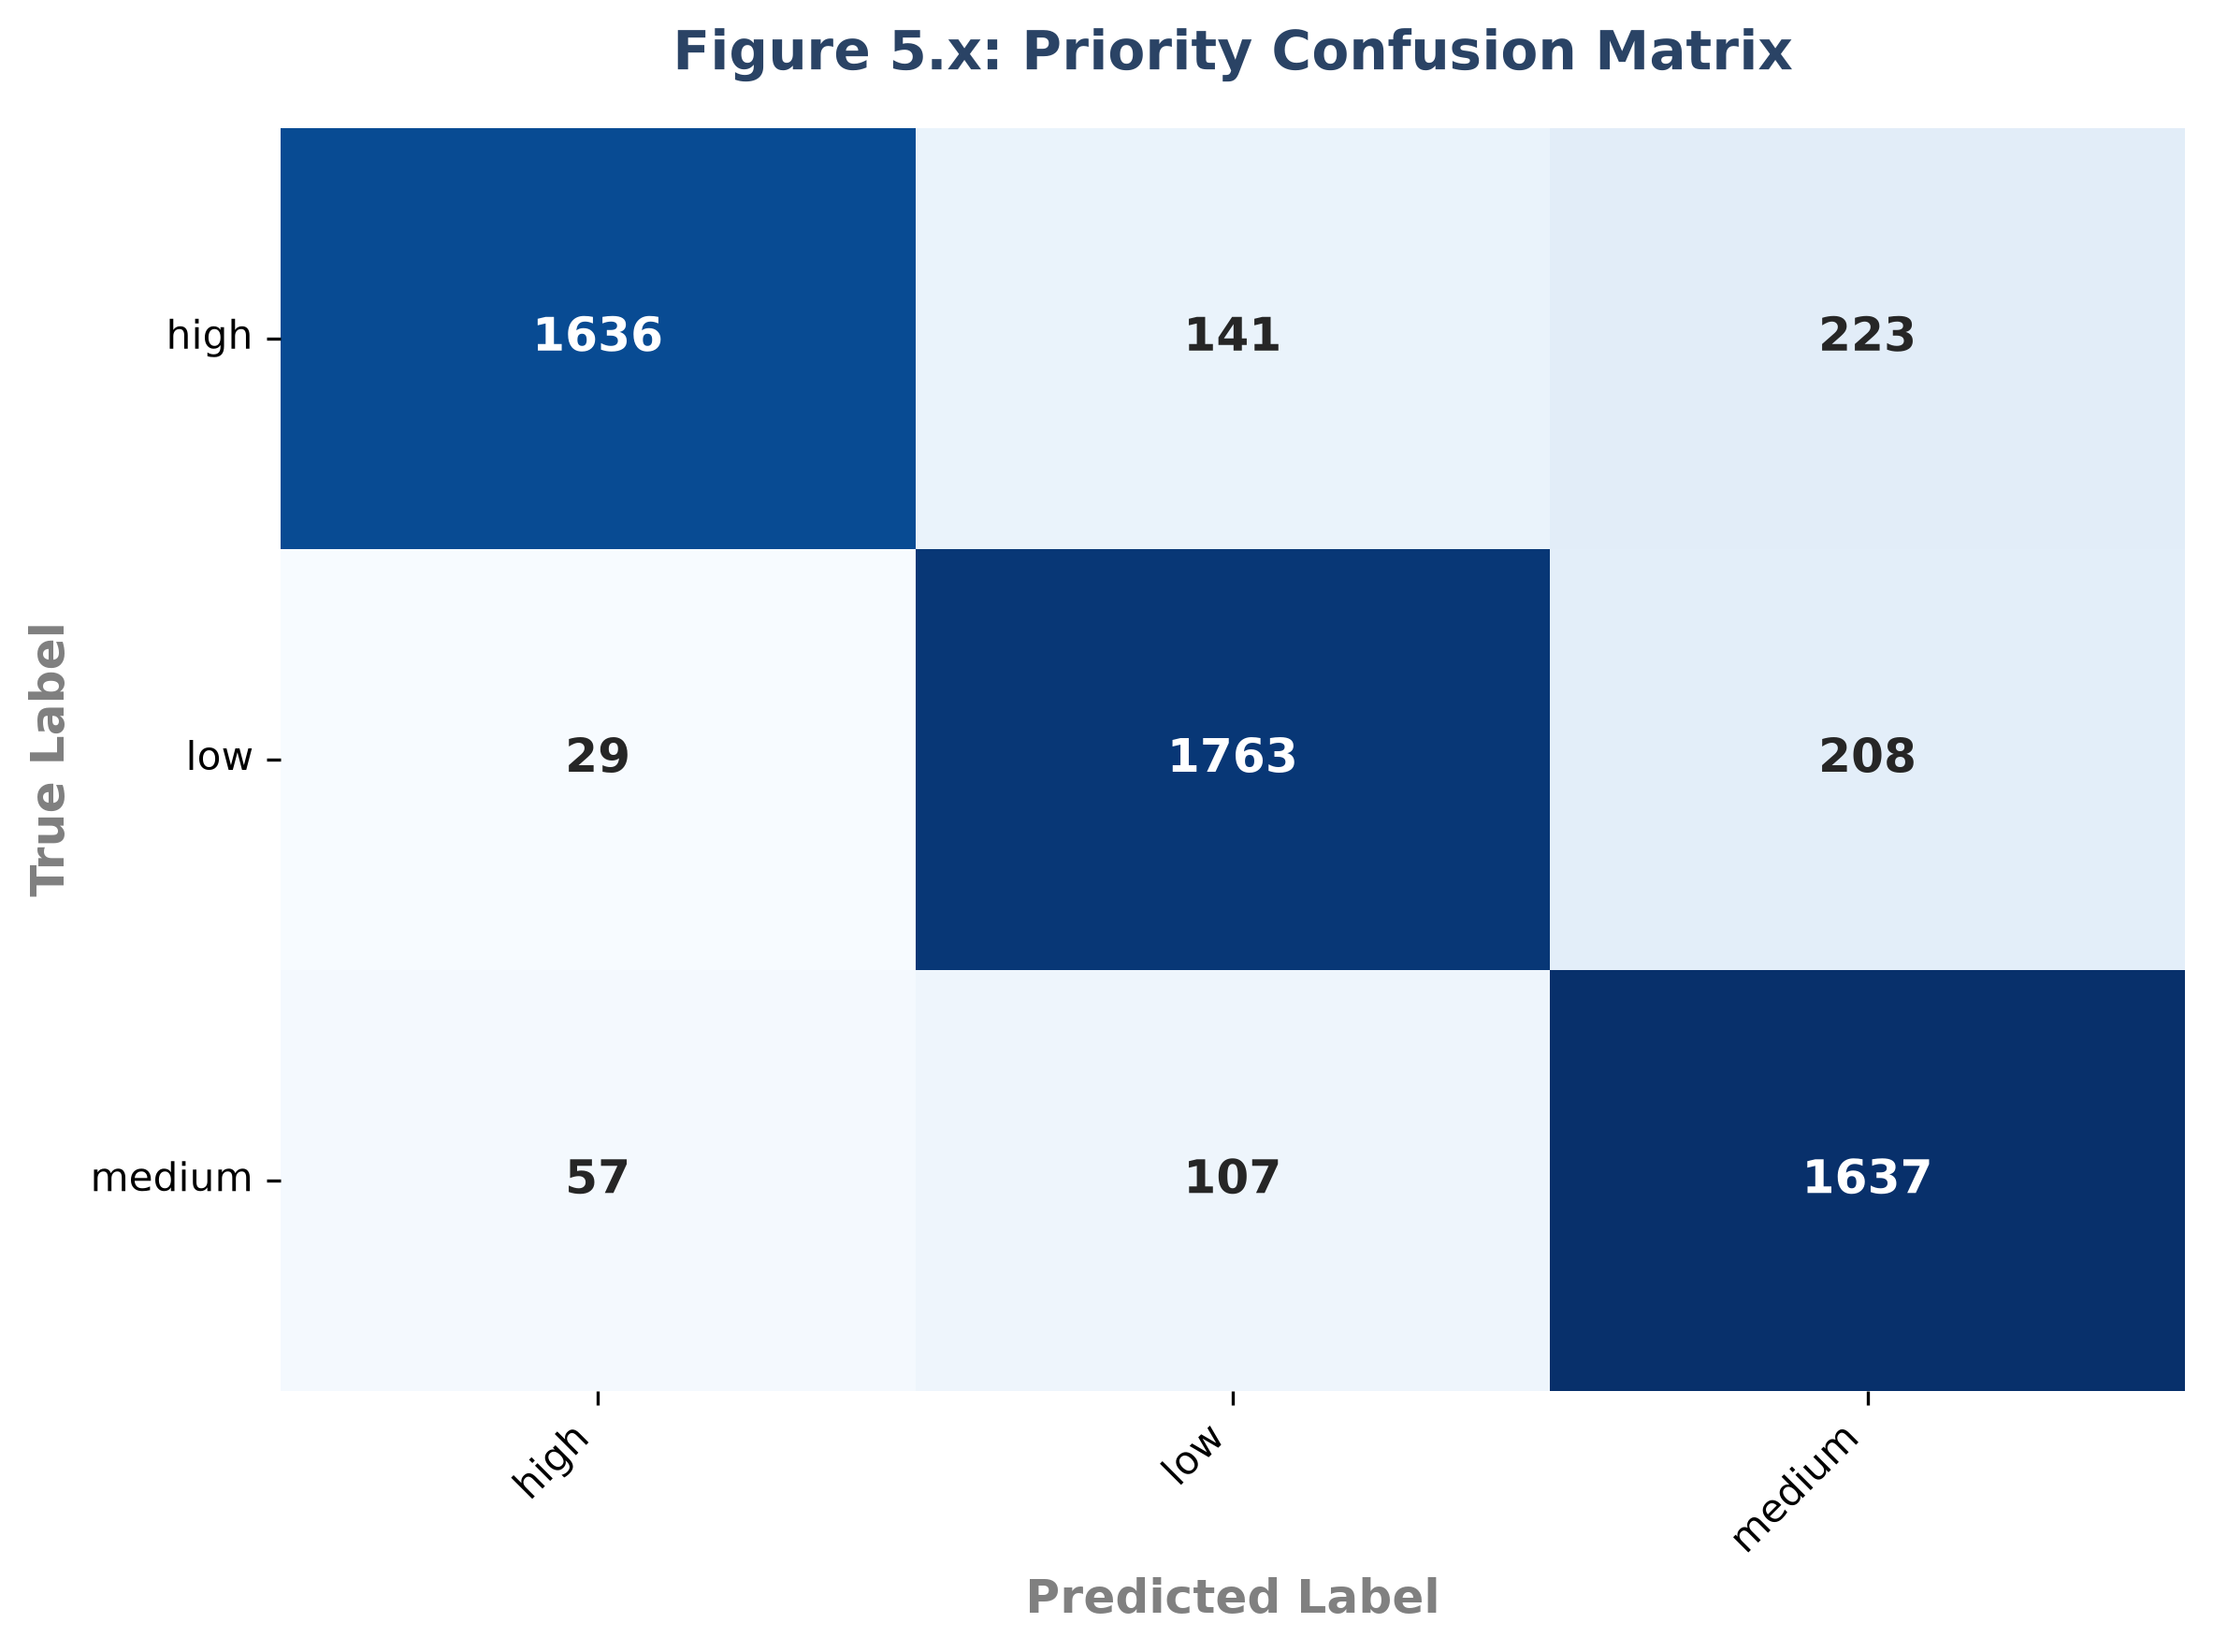 Figure 5.x: Priority Confusion Matrix
True Label
high 1636 141 223
low 29 1763 208
medium 57 107 1637
high low medium
Predicted Label